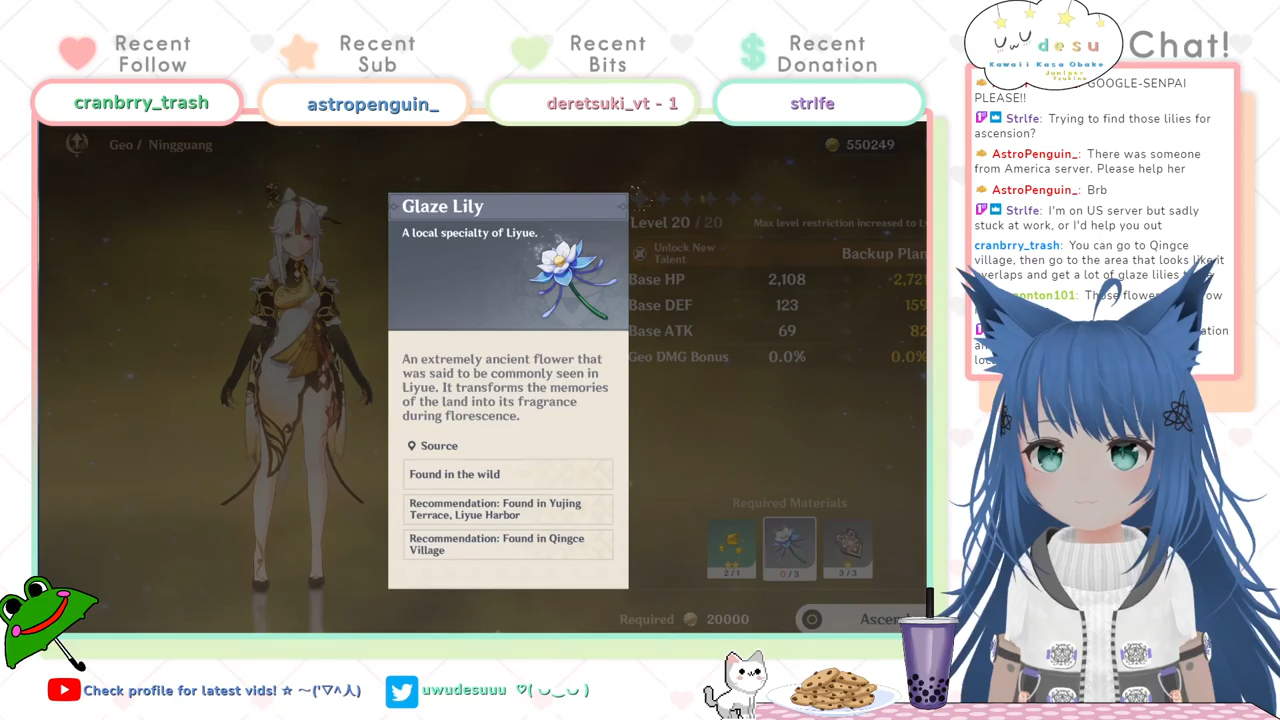 Recent
Follow
Recent
Sub
Recent
Bits
Recent
Donation
UwU desu
Kawaii Kasa Obake
Juniper
Tsukino
Chat!
cranbrry_trash
astropenguin_
deretsuki_vt - 1
strlfe
GOOGLE-SENPAI
PLEASE!!
Strlfe: Trying to find those lilies for
ascension?
AstroPenguin_: There was someone
from America server. Please help her
AstroPenguin_: Brb
Strlfe: I'm on US server but sadly
stuck at work, or I'd help you out
cranbrry_trash: You can go to Qingce
village, then go to the area that looks like it
overlaps and get a lot of glaze lilies
Geo / Ningguang
550249
Glaze Lily
A local specialty of Liyue.
An extremely ancient flower that
was said to be commonly seen in
Liyue. It transforms the memories
of the land into its fragrance
during florescence.
Source
Found in the wild
Recommendation: Found in Yujing
Terrace, Liyue Harbor
Recommendation: Found in Qingce
Village
Level 20 / 20
Max level restriction increased to
Unlock New
Talent
Backup Plan
Base HP 2,108
Base DEF 123 159
Base ATK 69 82
Geo DMG Bonus 0.0% 0.0%
Required Materials
2/1 0/3 3/3
Required 20000
Check profile for latest vids! ☆ ～('▽^人)
uwudesuuu ♡( ◡‿◡ )